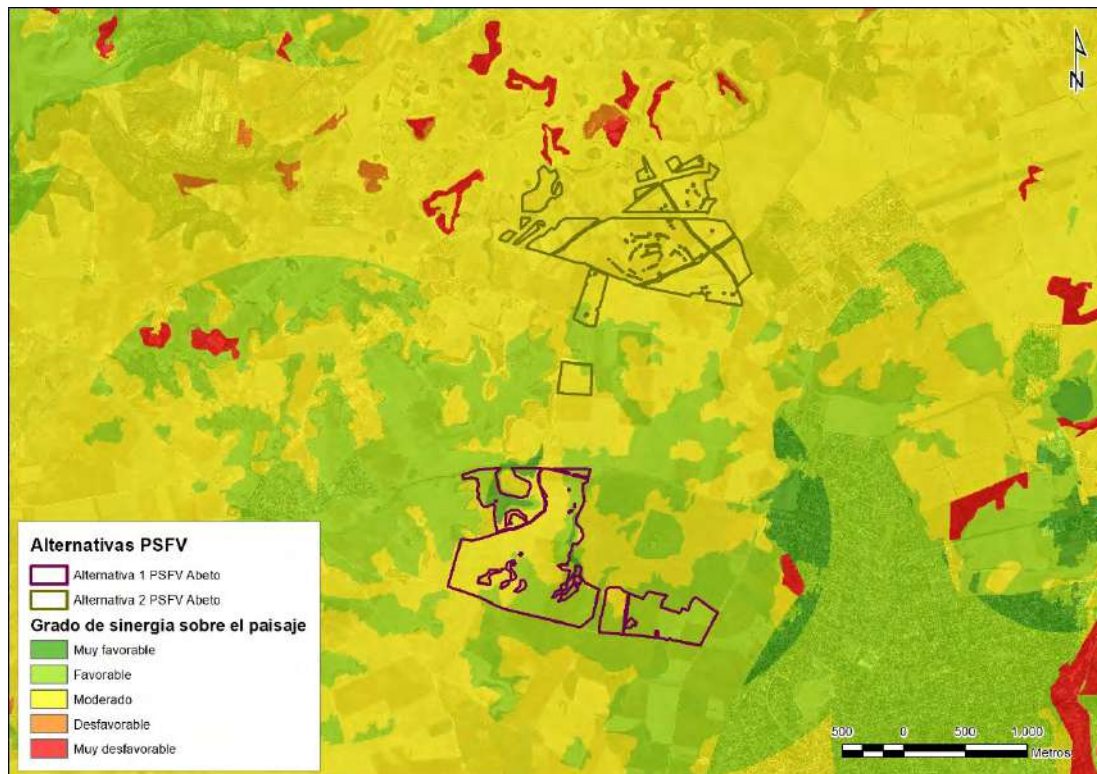 N
Alternativas PSFV
Alternativa 1 PSFV Abeto
Alternativa 2 PSFV Abeto
Grado de sinergia sobre el paisaje
Muy favorable
Favorable
Moderado
Desfavorable
Muy desfavorable
500 0 500 1.000
Metros